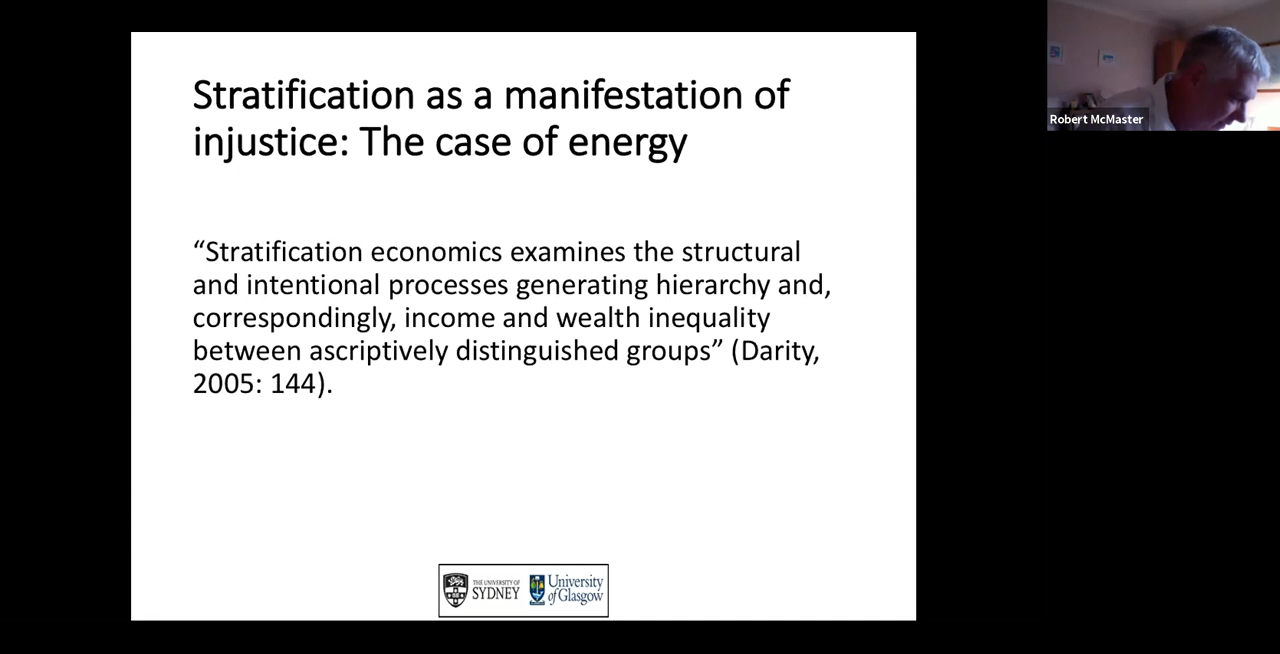 Stratification as a manifestation of
injustice: The case of energy
“Stratification economics examines the structural
and intentional processes generating hierarchy and,
correspondingly, income and wealth inequality
between ascriptively distinguished groups” (Darity,
2005: 144).
THE UNIVERSITY OF
SYDNEY
University
of Glasgow
Robert McMaster